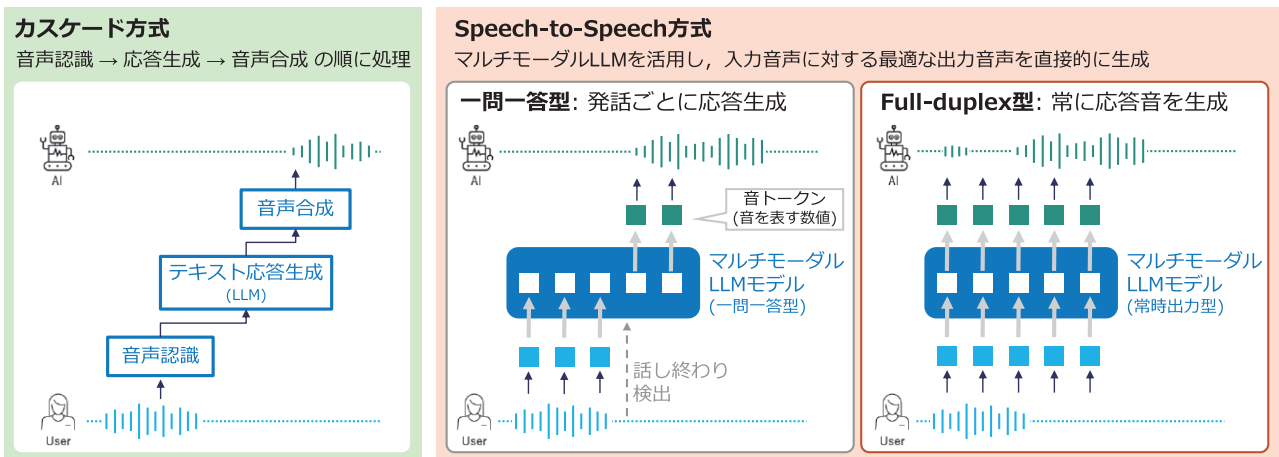 カスケード方式
音声認識 → 応答生成 → 音声合成 の順に処理
AI
音声合成
テキスト応答生成
(LLM)
音声認識
User
Speech-to-Speech方式
マルチモーダルLLMを活用し，入力音声に対する最適な出力音声を直接的に生成
一問一答型: 発話ごとに応答生成
AI
音トークン
(音を表す数値)
マルチモーダル
LLMモデル
(一問一答型)
話し終わり
検出
User
Full-duplex型: 常に応答音を生成
AI
マルチモーダル
LLMモデル
(常時出力型)
User